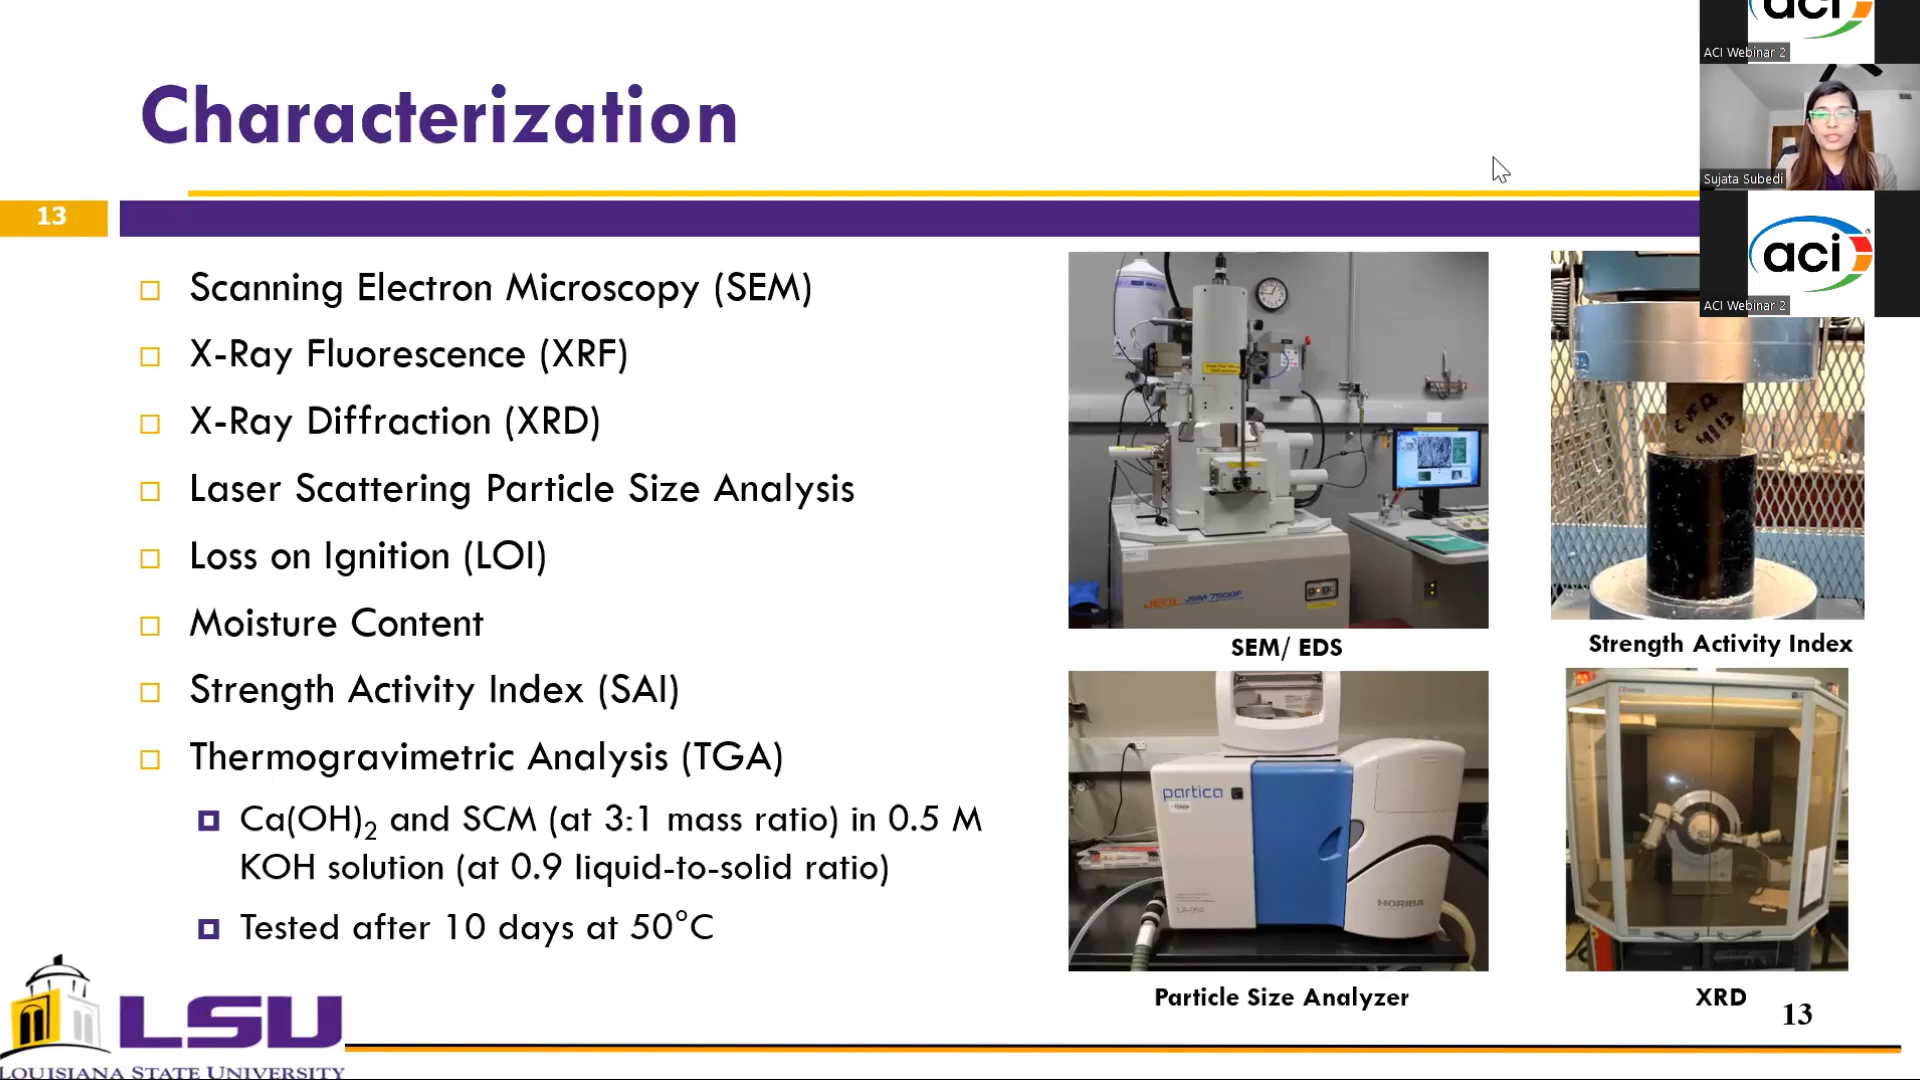 Characterization
13
Scanning Electron Microscopy (SEM)
X-Ray Fluorescence (XRF)
X-Ray Diffraction (XRD)
Laser Scattering Particle Size Analysis
Loss on Ignition (LOI)
Moisture Content
Strength Activity Index (SAI)
Thermogravimetric Analysis (TGA)
Ca(OH)₂ and SCM (at 3:1 mass ratio) in 0.5 M
KOH solution (at 0.9 liquid-to-solid ratio)
Tested after 10 days at 50°C
JEOL JSM-7500F
SEM/ EDS
Strength Activity Index
partica
HORIBA
Particle Size Analyzer
XRD
13
LSU
LOUISIANA STATE UNIVERSITY
aci
ACI Webinar 2
Sujata Subedi
aci
ACI Webinar 2